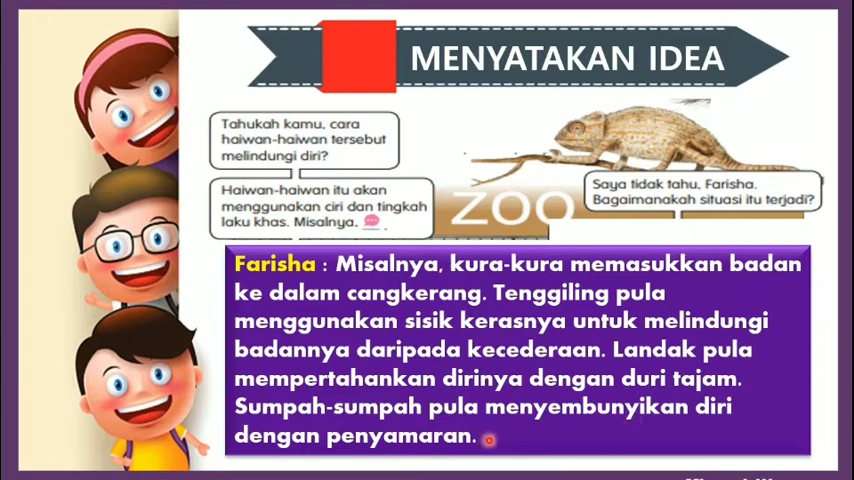 MENYATAKAN IDEA
Tahukah kamu, cara
haiwan-haiwan tersebut
melindungi diri?
Saya tidak tahu, Farisha.
Bagaimanakah situasi itu terjadi?
Haiwan-haiwan itu akan
menggunakan ciri dan tingkah
laku khas. Misalnya,
ZOO
Farisha : Misalnya, kura-kura memasukkan badan
ke dalam cangkerang. Tenggiling pula
menggunakan sisik kerasnya untuk melindungi
badannya daripada kecederaan. Landak pula
mempertahankan dirinya dengan duri tajam.
Sumpah-sumpah pula menyembunyikan diri
dengan penyamaran.